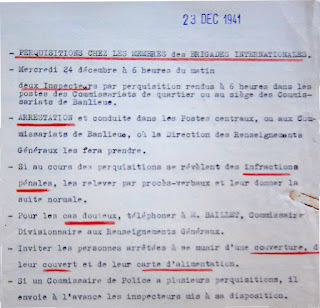 23 DEC 1941
- PERQUISITIONS CHEZ LES MEMBRES des BRIGADES INTERNATIONALES.
- Mercredi 24 décembre à 6 heures du matin
deux Inspecteurs par perquisition rendus à 6 heures dans les
postes des Commissariats de quartier ou au siège des Commis-
sariats de Banlieue.
- ARRESTATION et conduite dans les Postes centraux, ou aux Com-
missariats de Banlieue, où la Direction des Renseignements
Généraux les fera prendre.
- Si au cours des perquisitions se révèlent des infractions
pénales, les relever par procès-verbaux et leur donner la
suite normale.
- Pour les cas douteux, téléphoner à M. BAILLET, Commissaire
Divisionnaire aux Renseignements Généraux.
- Inviter les personnes arrêtées à se munir d'une couverture, d
leur couvert et de leur carte d'alimentation.
- Si un Commissaire de Police a plusieurs perquisitions, il
envoie à l'avance les inspecteurs mis à sa disposition.